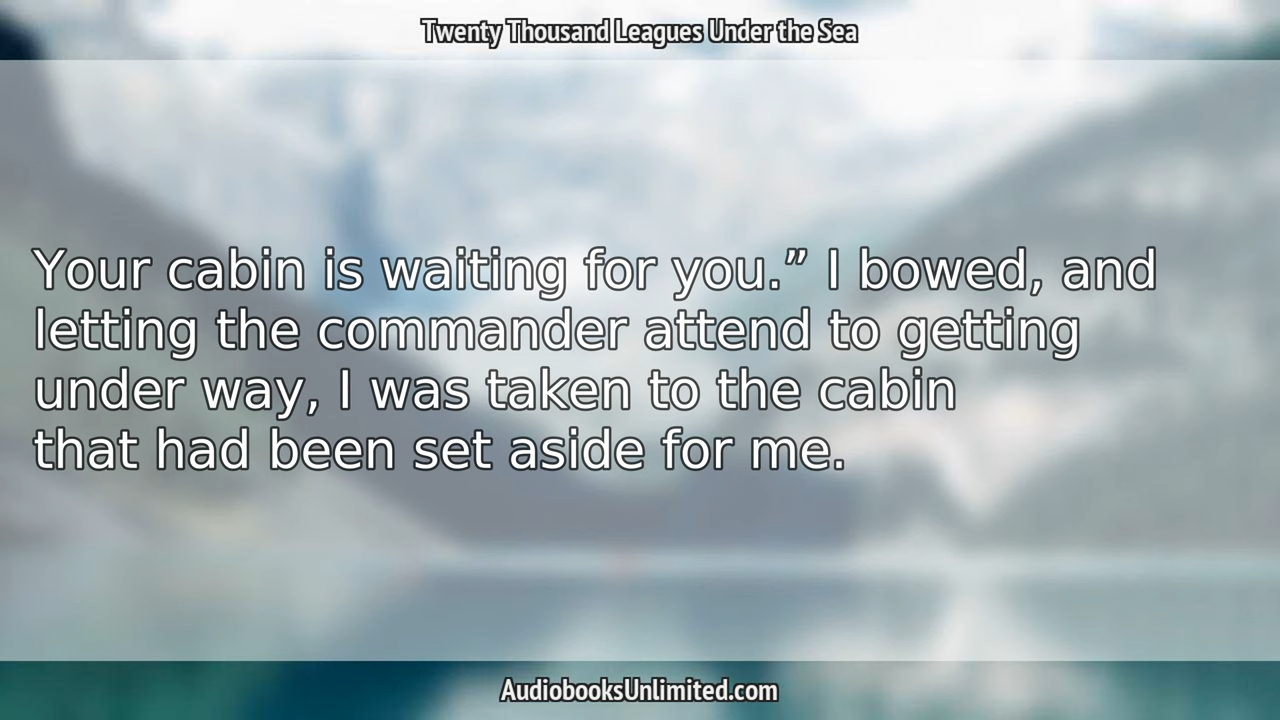 Twenty Thousand Leagues Under the Sea
Your cabin is waiting for you.” I bowed, and
letting the commander attend to getting
under way, I was taken to the cabin
that had been set aside for me.
AudiobooksUnlimited.com